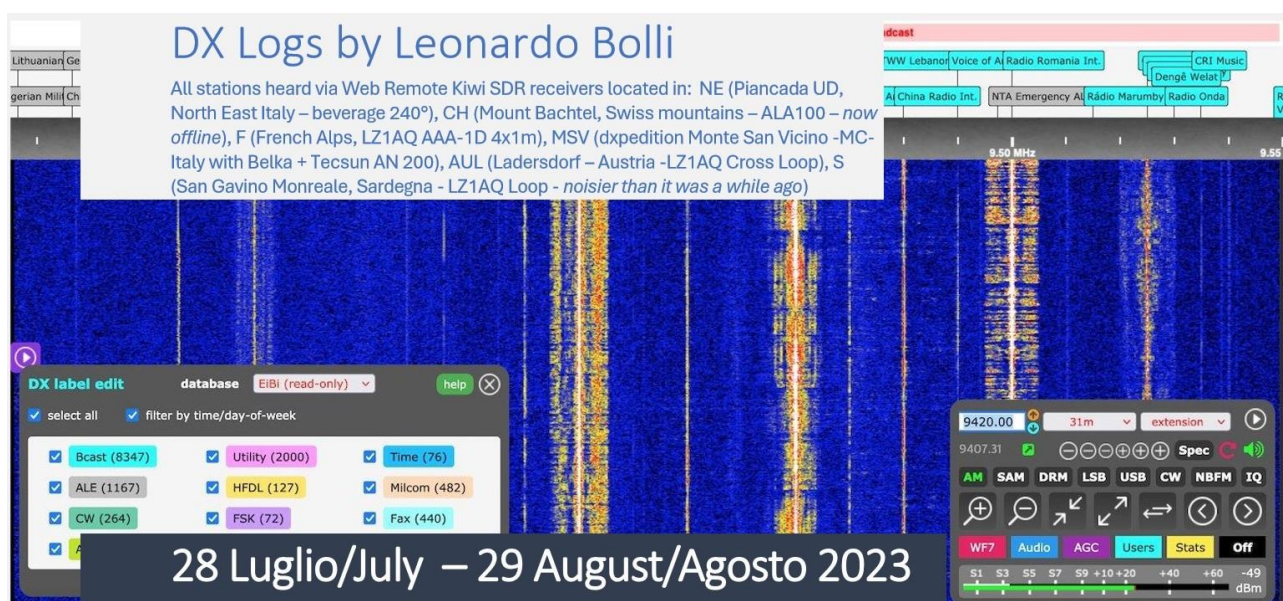 DX Logs by Leonardo Bolli
All stations heard via Web Remote Kiwi SDR receivers located in: NE (Piancada UD,
North East Italy – beverage 240°), CH (Mount Bachtel, Swiss mountains – ALA100 – now
offline), F (French Alps, LZ1AQ AAA-1D 4x1m), MSV (dxpedition Monte San Vicino -MC-
Italy with Belka + Tecsun AN 200), AUL (Ladersdorf – Austria -LZ1AQ Cross Loop), S
(San Gavino Monreale, Sardegna - LZ1AQ Loop - noisier than it was a while ago)
dcast
Lithuanian Ge
TWW Lebanor Voice of A Radio Romania Int. CRI Music
Dengê Welat
gerian Mili Ch
China Radio Int. NTA Emergency AL Rádio Marumby Radio Onda
9.50 MHz 9.55
DX label edit database EiBi (read-only) help
select all filter by time/day-of-week
Bcast (8347) Utility (2000) Time (76)
ALE (1167) HFDL (127) Milcom (482)
CW (264) FSK (72) Fax (440)
9420.00 31m extension
9407.31 Spec
AM SAM DRM LSB USB CW NBFM IQ
WF7 Audio AGC Users Stats Off
S1 S3 S5 S7 S9 +10 +20 +40 +60 -49
dBm
28 Luglio/July – 29 August/Agosto 2023